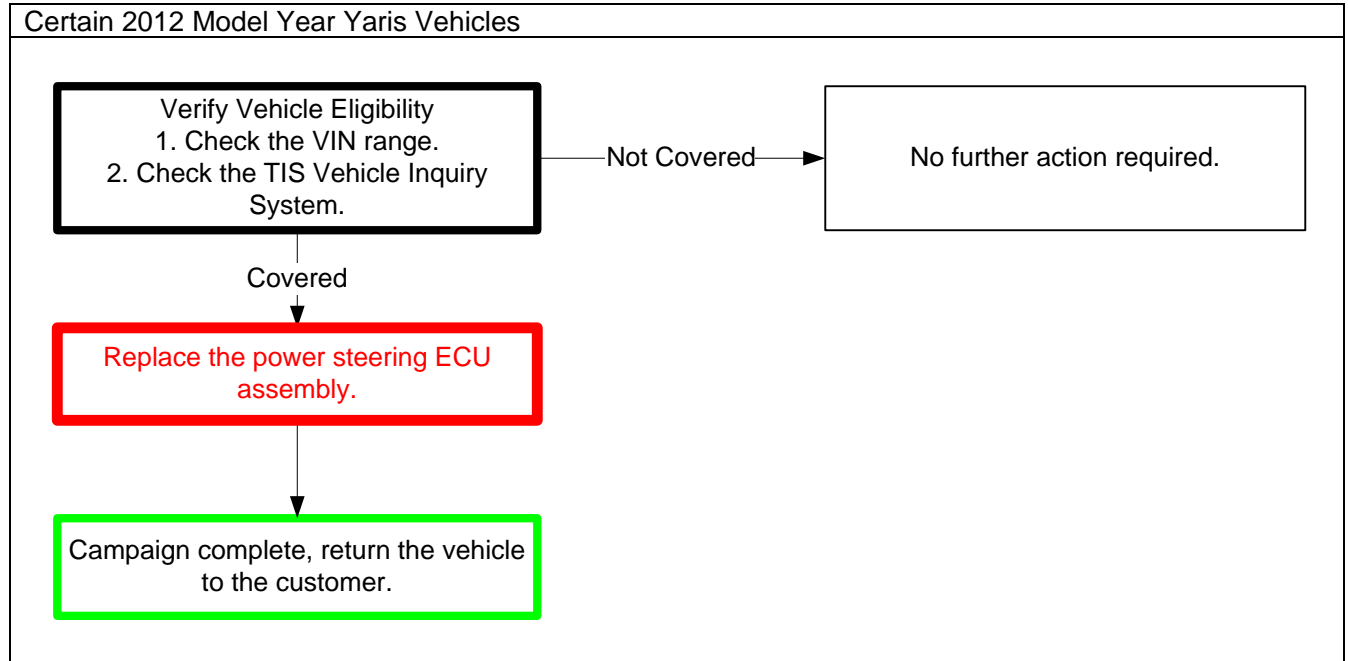 Certain 2012 Model Year Yaris Vehicles
Verify Vehicle Eligibility
1. Check the VIN range.
2. Check the TIS Vehicle Inquiry
System.
Not Covered
No further action required.
Covered
Replace the power steering ECU
assembly.
Campaign complete, return the vehicle
to the customer.